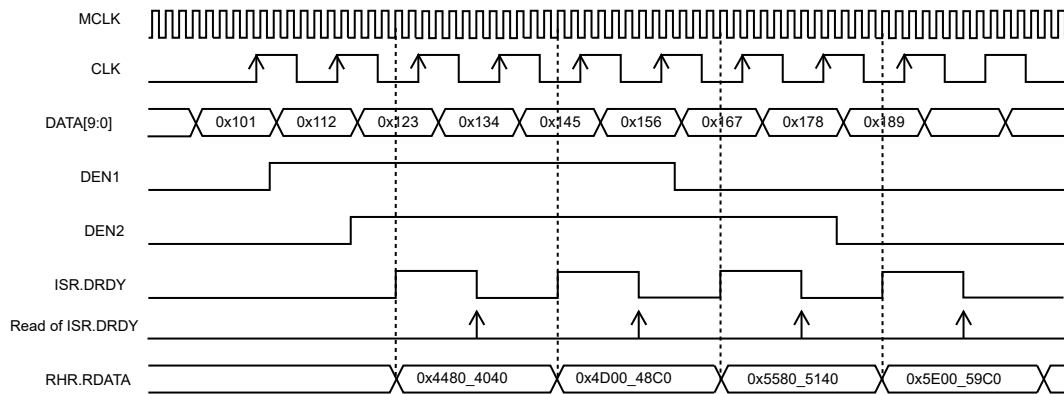 MCLK
CLK
DATA[9:0] 0x101 0x112 0x123 0x134 0x145 0x156 0x167 0x178 0x189
DEN1
DEN2
ISR.DRDY
Read of ISR.DRDY
RHR.RDATA 0x4480_4040 0x4D00_48C0 0x5580_5140 0x5E00_59C0